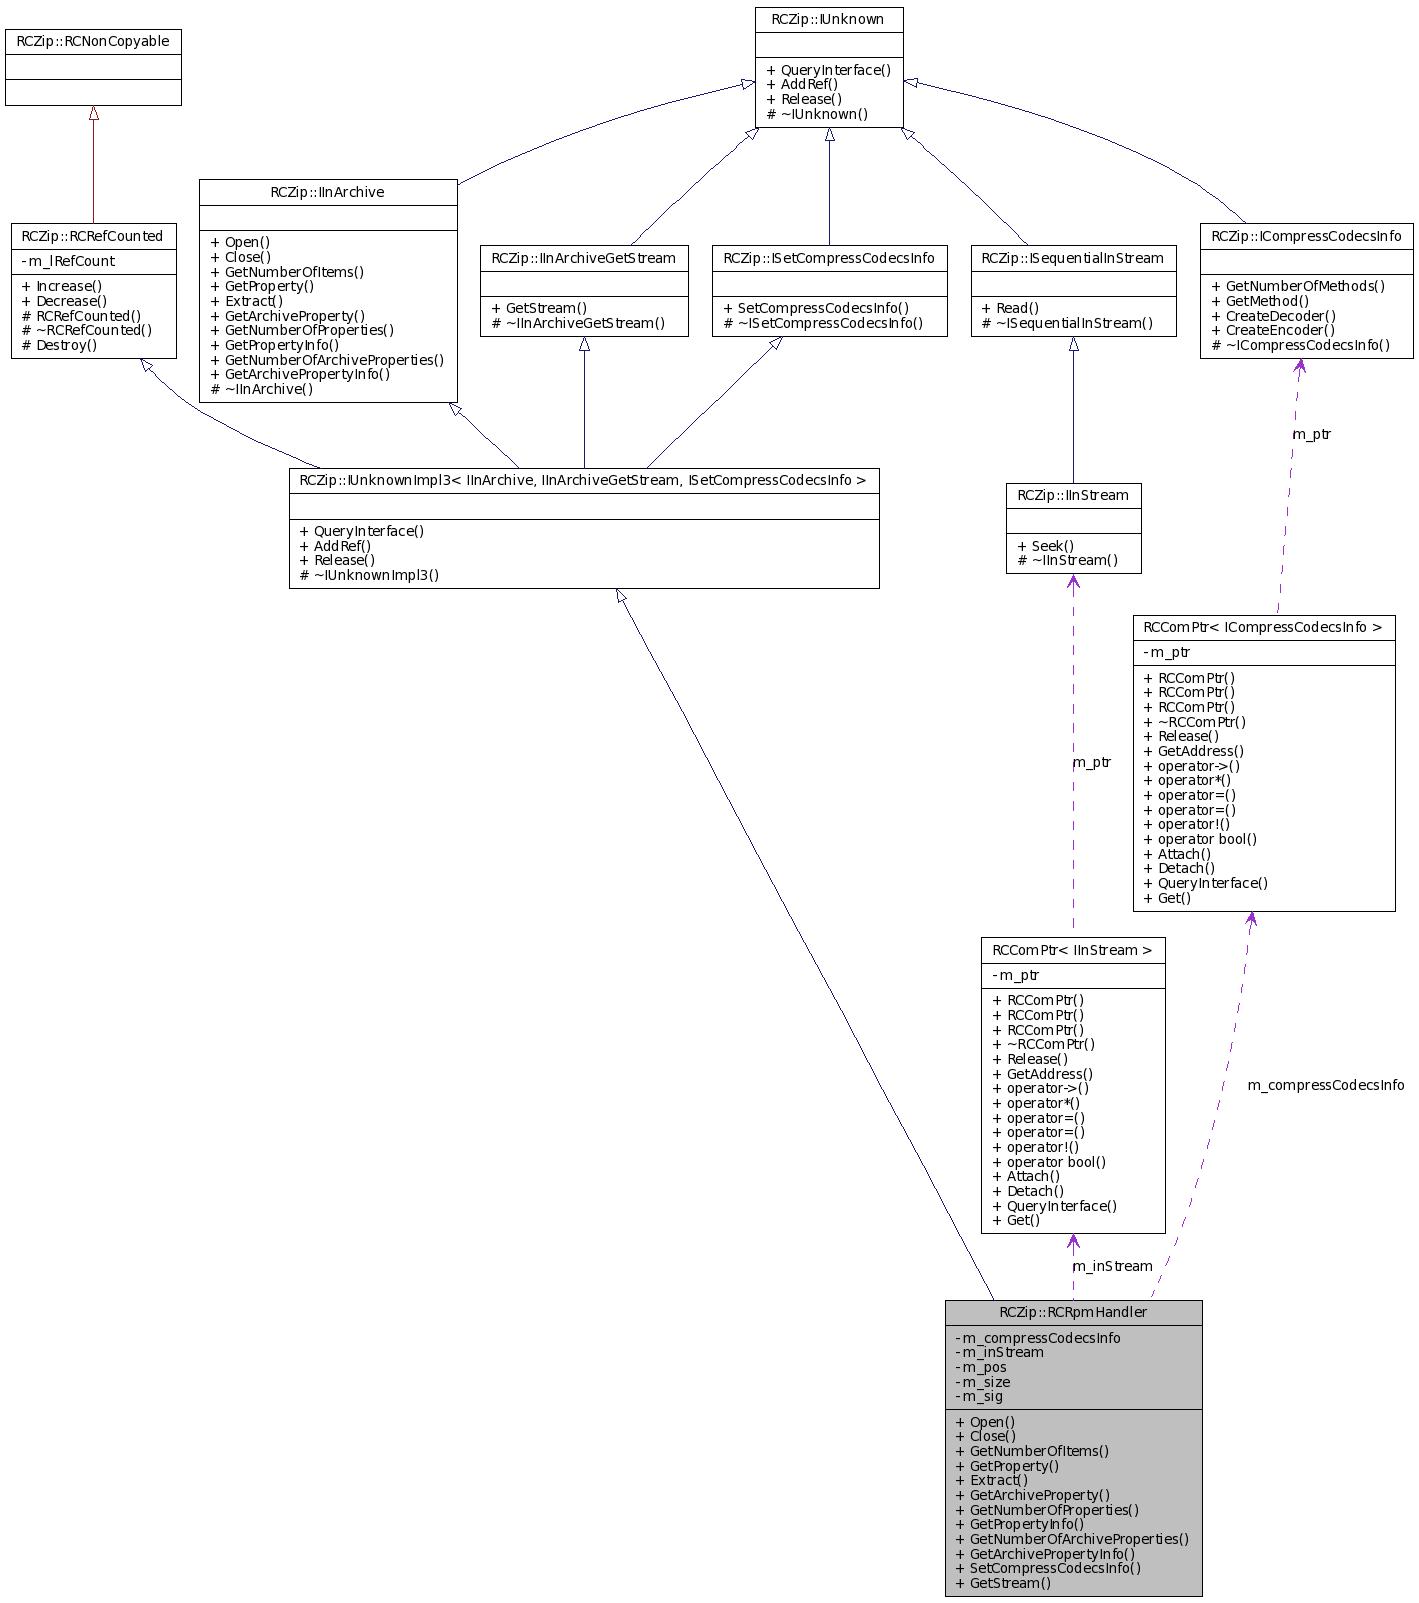 RCZip::IUnknown
+ QueryInterface()
+ AddRef()
+ Release()
# ~IUnknown()
RCZip::RCNonCopyable
RCZip::IInArchive
+ Open()
+ Close()
+ GetNumberOfItems()
+ GetProperty()
+ Extract()
+ GetArchiveProperty()
+ GetNumberOfProperties()
+ GetPropertyInfo()
+ GetNumberOfArchiveProperties()
+ GetArchivePropertyInfo()
# ~IInArchive()
RCZip::RCRefCounted
- m_lRefCount
+ Increase()
+ Decrease()
# RCRefCounted()
# ~RCRefCounted()
# Destroy()
RCZip::IInArchiveGetStream
+ GetStream()
# ~IInArchiveGetStream()
RCZip::ISetCompressCodecsInfo
+ SetCompressCodecsInfo()
# ~ISetCompressCodecsInfo()
RCZip::ISequentialInStream
+ Read()
# ~ISequentialInStream()
RCZip::ICompressCodecsInfo
+ GetNumberOfMethods()
+ GetMethod()
+ CreateDecoder()
+ CreateEncoder()
# ~ICompressCodecsInfo()
m_ptr
RCZip::IUnknownImpl3< IInArchive, IInArchiveGetStream, ISetCompressCodecsInfo >
+ QueryInterface()
+ AddRef()
+ Release()
# ~IUnknownImpl3()
RCZip::IInStream
+ Seek()
# ~IInStream()
RCComPtr< ICompressCodecsInfo >
- m_ptr
+ RCComPtr()
+ RCComPtr()
+ RCComPtr()
+ ~RCComPtr()
+ Release()
+ GetAddress()
+ operator->()
+ operator*()
+ operator=()
+ operator=()
+ operator!()
+ operator bool()
+ Attach()
+ Detach()
+ QueryInterface()
+ Get()
m_ptr
RCComPtr< IInStream >
- m_ptr
+ RCComPtr()
+ RCComPtr()
+ RCComPtr()
+ ~RCComPtr()
+ Release()
+ GetAddress()
+ operator->()
+ operator*()
+ operator=()
+ operator=()
+ operator!()
+ operator bool()
+ Attach()
+ Detach()
+ QueryInterface()
+ Get()
m_compressCodecsInfo
m_inStream
RCZip::RCRpmHandler
- m_compressCodecsInfo
- m_inStream
- m_pos
- m_size
- m_sig
+ Open()
+ Close()
+ GetNumberOfItems()
+ GetProperty()
+ Extract()
+ GetArchiveProperty()
+ GetNumberOfProperties()
+ GetPropertyInfo()
+ GetNumberOfArchiveProperties()
+ GetArchivePropertyInfo()
+ SetCompressCodecsInfo()
+ GetStream()